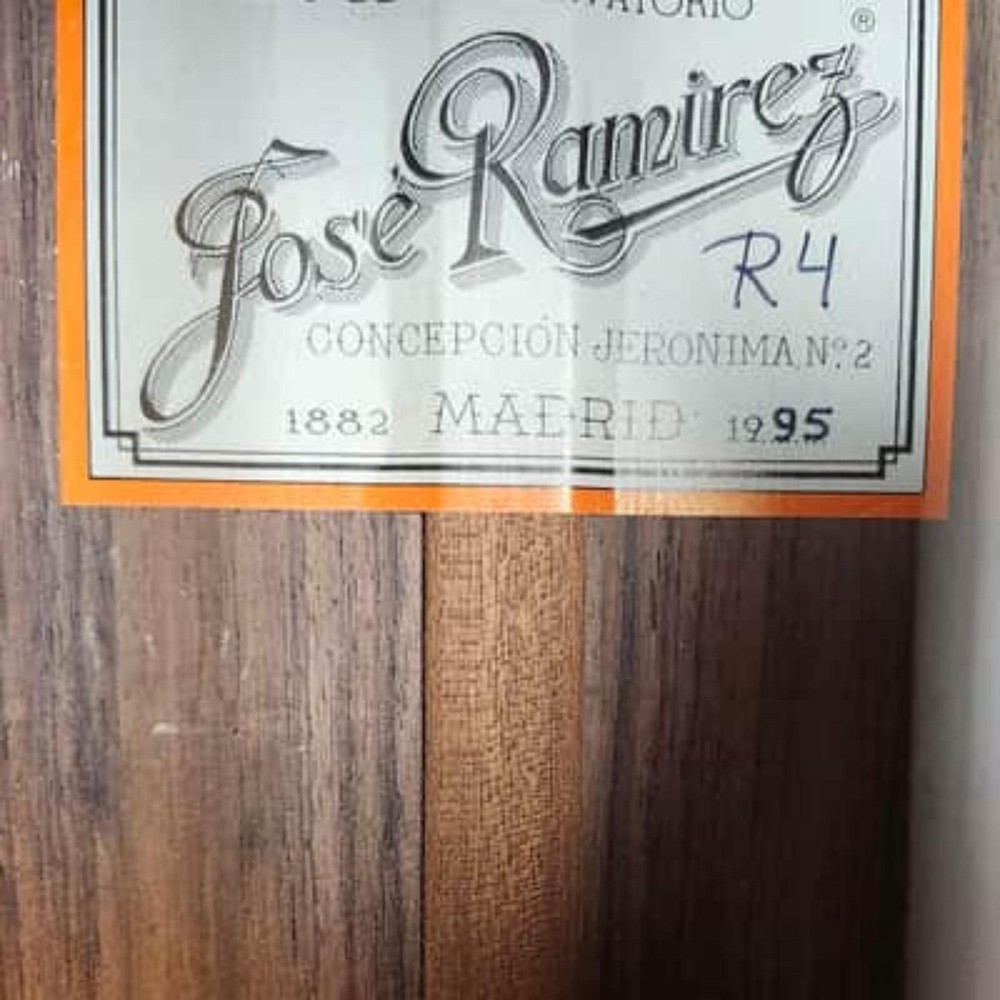 ®
José Ramirez
R4
CONCEPCIÓN JERONIMA, Nº. 2
1882 MADRID 1995